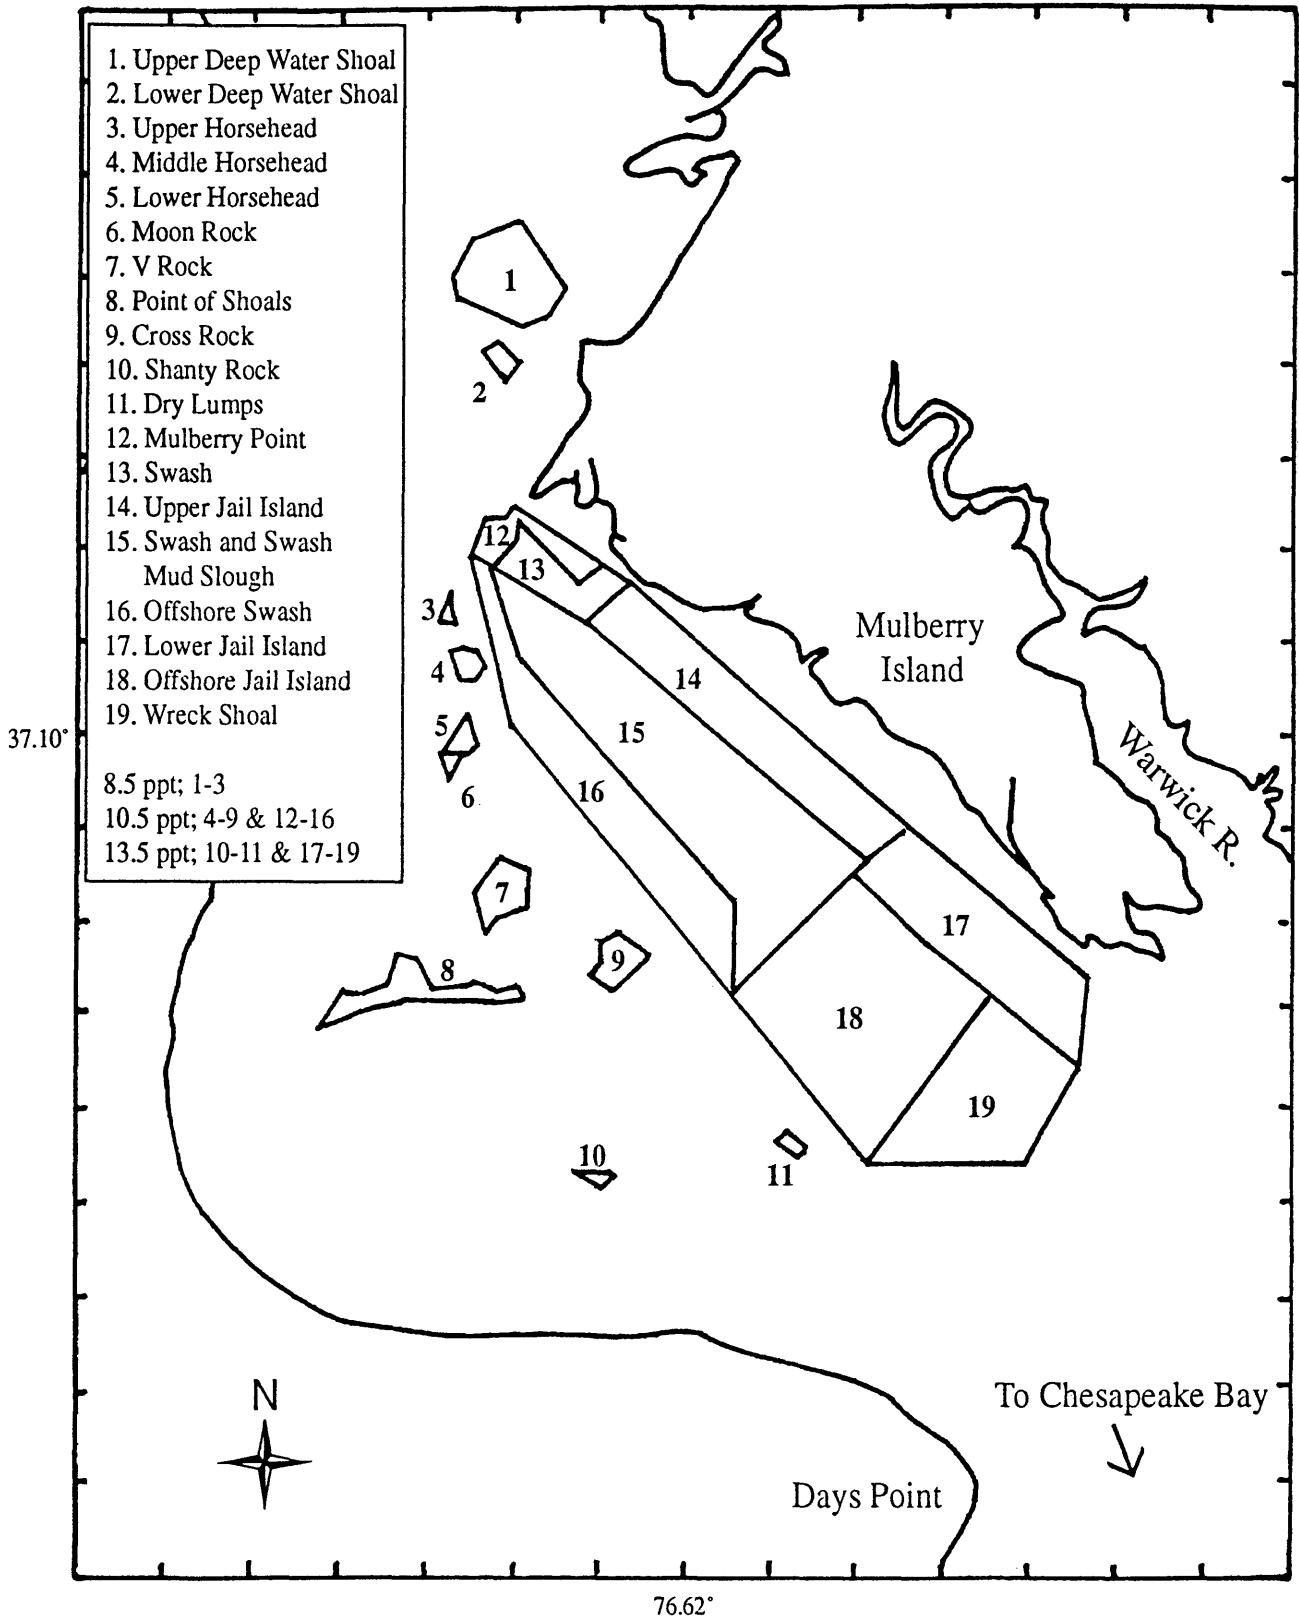 1. Upper Deep Water Shoal
2. Lower Deep Water Shoal
3. Upper Horsehead
4. Middle Horsehead
5. Lower Horsehead
6. Moon Rock
7. V Rock
8. Point of Shoals
9. Cross Rock
10. Shanty Rock
11. Dry Lumps
12. Mulberry Point
13. Swash
14. Upper Jail Island
15. Swash and Swash
Mud Slough
16. Offshore Swash
17. Lower Jail Island
18. Offshore Jail Island
19. Wreck Shoal
8.5 ppt; 1-3
10.5 ppt; 4-9 & 12-16
13.5 ppt; 10-11 & 17-19
1
2
12
13
3
4
14
5
15
16
6
7
17
9
8
18
19
10
11
Mulberry
Island
Warwick R.
37.10°
N
To Chesapeake Bay
Days Point
76.62°